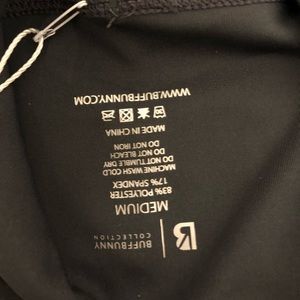 BUFFBUNNY
COLLECTION
MEDIUM
83% POLYESTER
17% SPANDEX
MACHINE WASH COLD
DO NOT TUMBLE DRY
DO NOT BLEACH
DO NOT IRON
MADE IN CHINA
WWW.BUFFBUNNY.COM